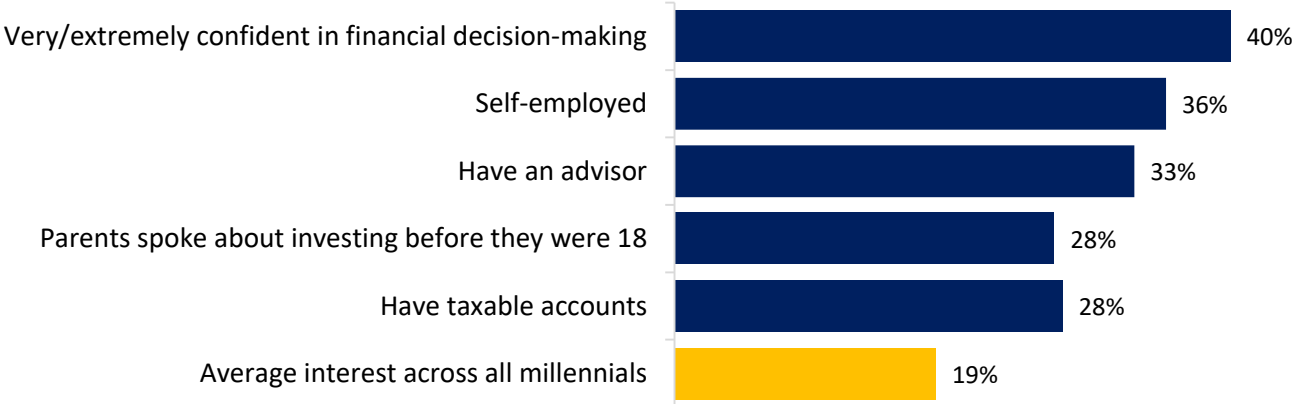 Very/extremely confident in financial decision-making 40%
Self-employed 36%
Have an advisor 33%
Parents spoke about investing before they were 18 28%
Have taxable accounts 28%
Average interest across all millennials 19%